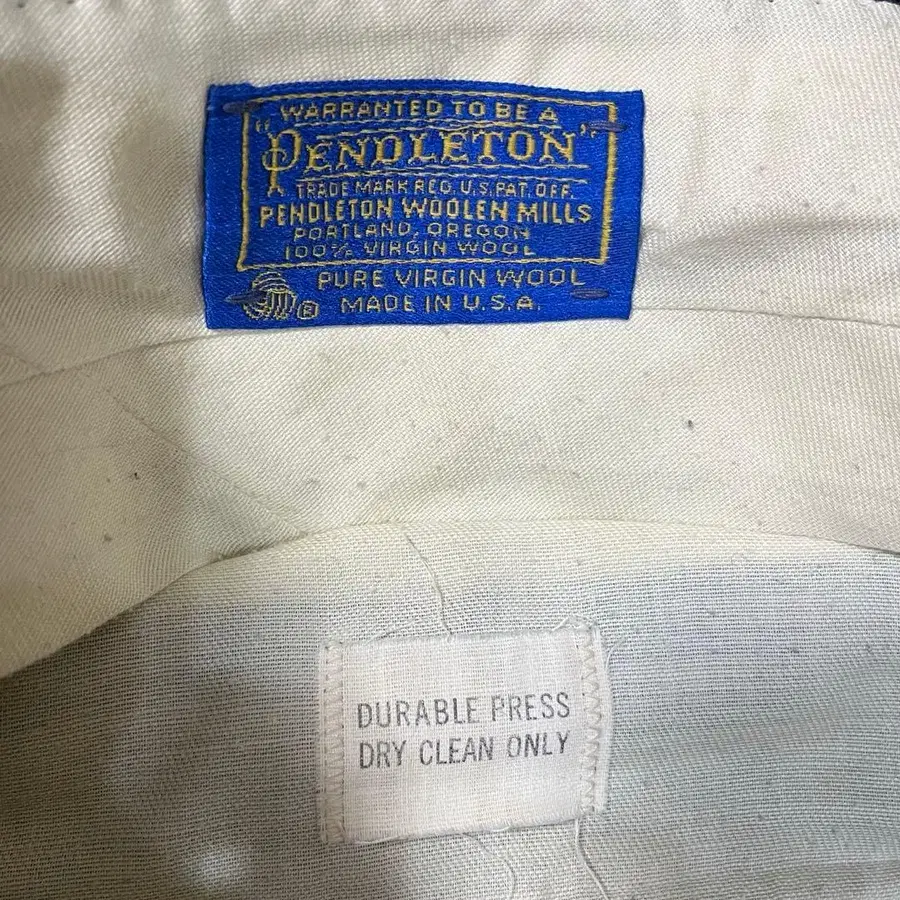 WARRANTED TO BE A
"PENDLETON"
TRADE MARK REG. U.S. PAT. OFF.
PENDLETON WOOLEN MILLS
PORTLAND, OREGON
100% VIRGIN WOOL
PURE VIRGIN WOOL
® MADE IN U.S.A.
DURABLE PRESS
DRY CLEAN ONLY